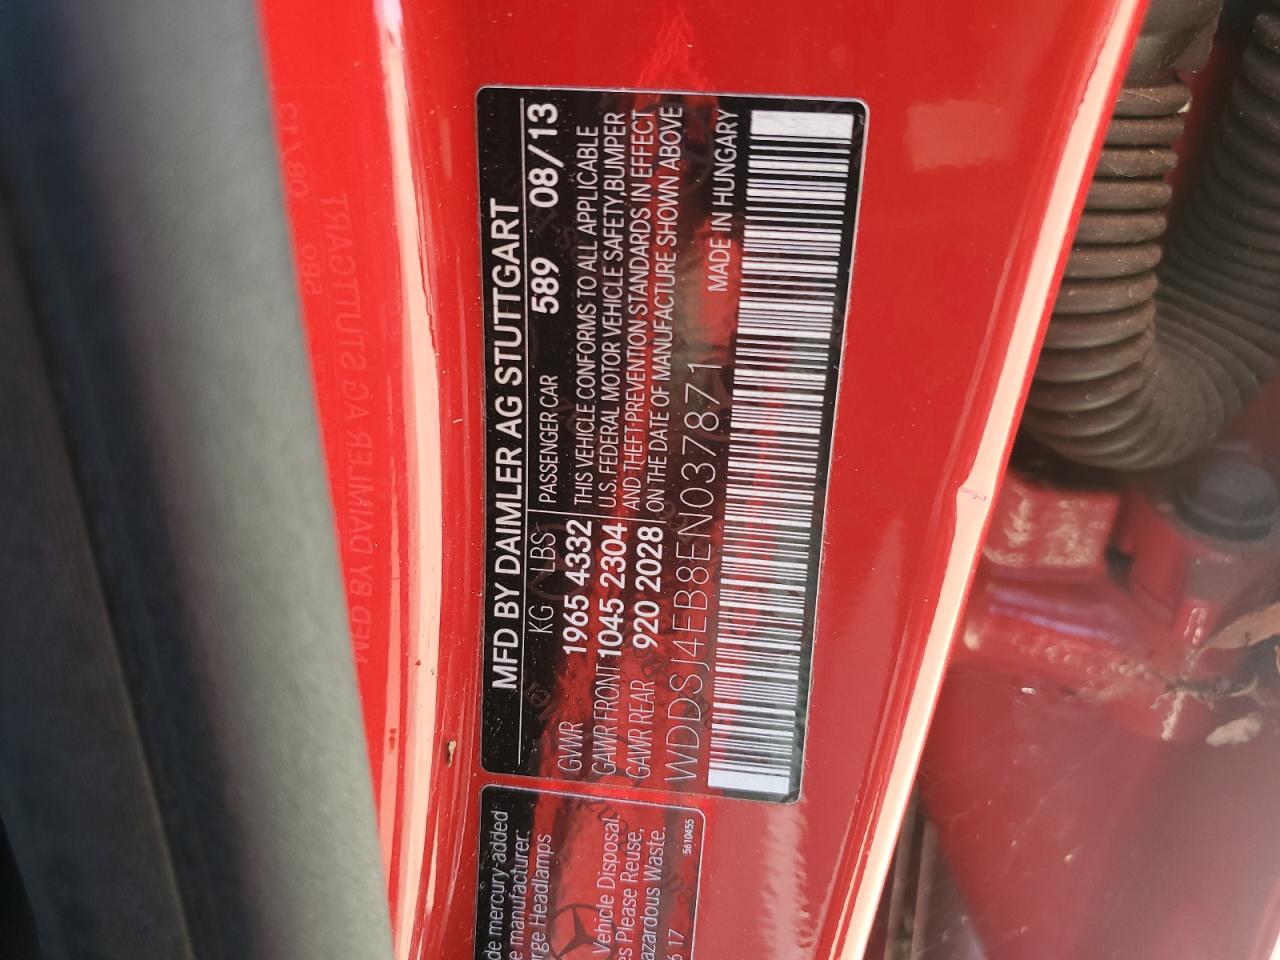 MFD BY DAIMLER AG STUTTGART
KG LBS PASSENGER CAR 589 08/13
GVWR 1965 4332 THIS VEHICLE CONFORMS TO ALL APPLICABLE
GAWR FRONT 1045 2304 U.S. FEDERAL MOTOR VEHICLE SAFETY,BUMPER
GAWR REAR 920 2028 AND THEFT-PREVENTION STANDARDS IN EFFECT
ON THE DATE OF MANUFACTURE SHOWN ABOVE
WDDSJ4EB8EN037871 MADE IN HUNGARY
de mercury-added
e manufacturer:
rge Headlamps
Vehicle Disposal.
es Please Reuse,
azardous Waste.
6 17 5610455